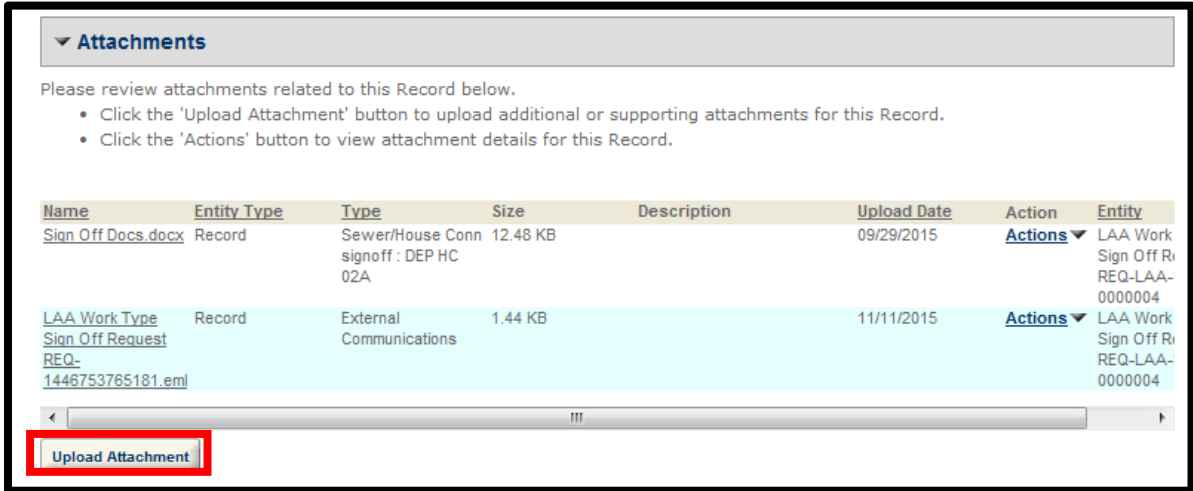 Attachments
Please review attachments related to this Record below.
• Click the 'Upload Attachment' button to upload additional or supporting attachments for this Record.
• Click the 'Actions' button to view attachment details for this Record.
Name Entity Type Type Size Description Upload Date Action Entity
Sign Off Docs.docx Record Sewer/House Conn 12.48 KB 09/29/2015 Actions LAA Work
signoff : DEP HC Sign Off
02A REQ-LAA-
0000004
LAA Work Type Record External 1.44 KB 11/11/2015 Actions LAA Work
Sign Off Request Communications Sign Off
REQ- REQ-LAA-
1446753765181.eml 0000004
Upload Attachment